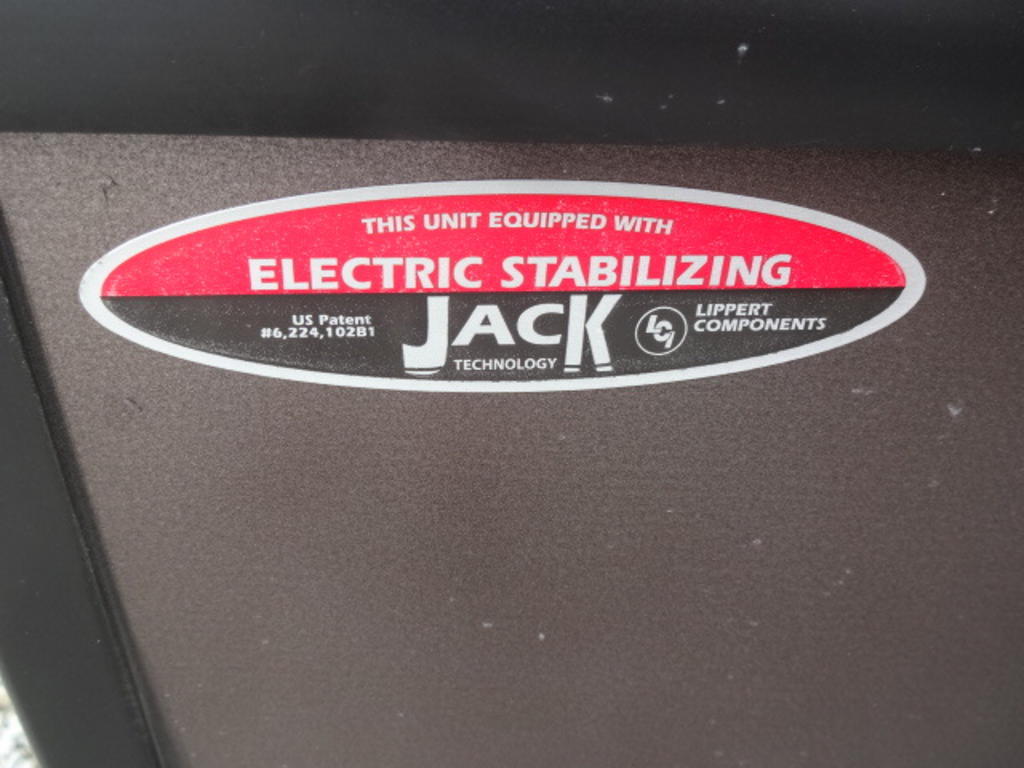 THIS UNIT EQUIPPED WITH
ELECTRIC STABILIZING
JACK
TECHNOLOGY
US Patent
#6,224,102B1
LCI
LIPPERT
COMPONENTS